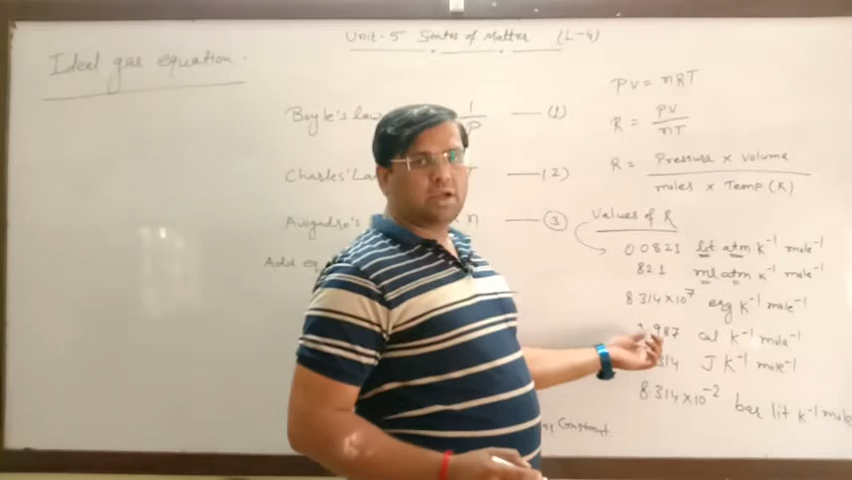 Unit-5 States of Matter (L-4)
Ideal gas equation.
Boyle's law 1/P — (1)
Charles' La T — (2)
Avogadro's n — (3)
Add eq
PV = nRT
R = PV/nT
R = Pressure x volume / moles x Temp (K)
Values of R
0.0821 lit atm K⁻¹ mole⁻¹
82.1 ml atm K⁻¹ mole⁻¹
8.314×10⁷ erg K⁻¹ mole⁻¹
987 cal K⁻¹ mole⁻¹
314 J K⁻¹ mole⁻¹
8.314×10⁻² bar lit K⁻¹ mole
Constant.